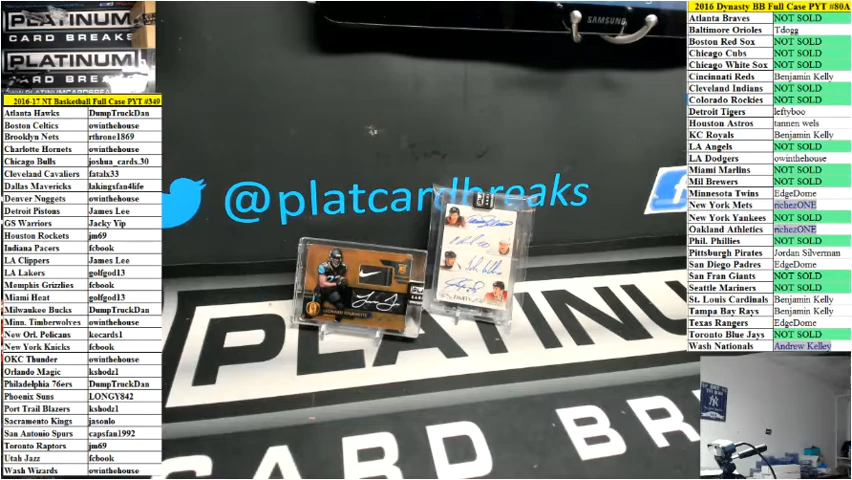 PLATINUM
CARD BREAKS
PLATINUM
2016-17 NT Basketball Full Case PYT #349
Atlanta Hawks DumpTruckDan
Boston Celtics owinthehouse
Brooklyn Nets rthrone1869
Charlotte Hornets owinthehouse
Chicago Bulls joshua_cards.30
Cleveland Cavaliers fatalx33
Dallas Mavericks lakingsfan4life
Denver Nuggets owinthehouse
Detroit Pistons James Lee
GS Warriors Jacky Yip
Houston Rockets jm69
Indiana Pacers fcbook
LA Clippers James Lee
LA Lakers golfgod13
Memphis Grizzlies fcbook
Miami Heat golfgod13
Milwaukee Bucks DumpTruckDan
Minn. Timberwolves owinthehouse
New Orl. Pelicans kecards1
New York Knicks fcbook
OKC Thunder owinthehouse
Orlando Magic kshodz1
Philadelphia 76ers DumpTruckDan
Phoenix Suns LONGY842
Port Trail Blazers kshodz1
Sacramento Kings jasonlo
San Antonio Spurs capsfan1992
Toronto Raptors jm69
Utah Jazz fcbook
Wash Wizards owinthehouse
SAMSUNG
@platcardbreaks
PLATINUM
CARD BR
2016 Dynasty BB Full Case PYT #80A
Atlanta Braves NOT SOLD
Baltimore Orioles Tdogg
Boston Red Sox NOT SOLD
Chicago Cubs NOT SOLD
Chicago White Sox NOT SOLD
Cincinnati Reds Benjamin Kelly
Cleveland Indians NOT SOLD
Colorado Rockies NOT SOLD
Detroit Tigers leftyboo
Houston Astros tannen wels
KC Royals Benjamin Kelly
LA Angels NOT SOLD
LA Dodgers owinthehouse
Miami Marlins NOT SOLD
Mil Brewers NOT SOLD
Minnesota Twins EdgeDome
New York Mets richezONE
New York Yankees NOT SOLD
Oakland Athletics richezONE
Phil. Phillies NOT SOLD
Pittsburgh Pirates Jordan Silverman
San Diego Padres EdgeDome
San Fran Giants NOT SOLD
Seattle Mariners NOT SOLD
St. Louis Cardinals Benjamin Kelly
Tampa Bay Rays Benjamin Kelly
Texas Rangers EdgeDome
Toronto Blue Jays NOT SOLD
Wash Nationals Andrew Kelley